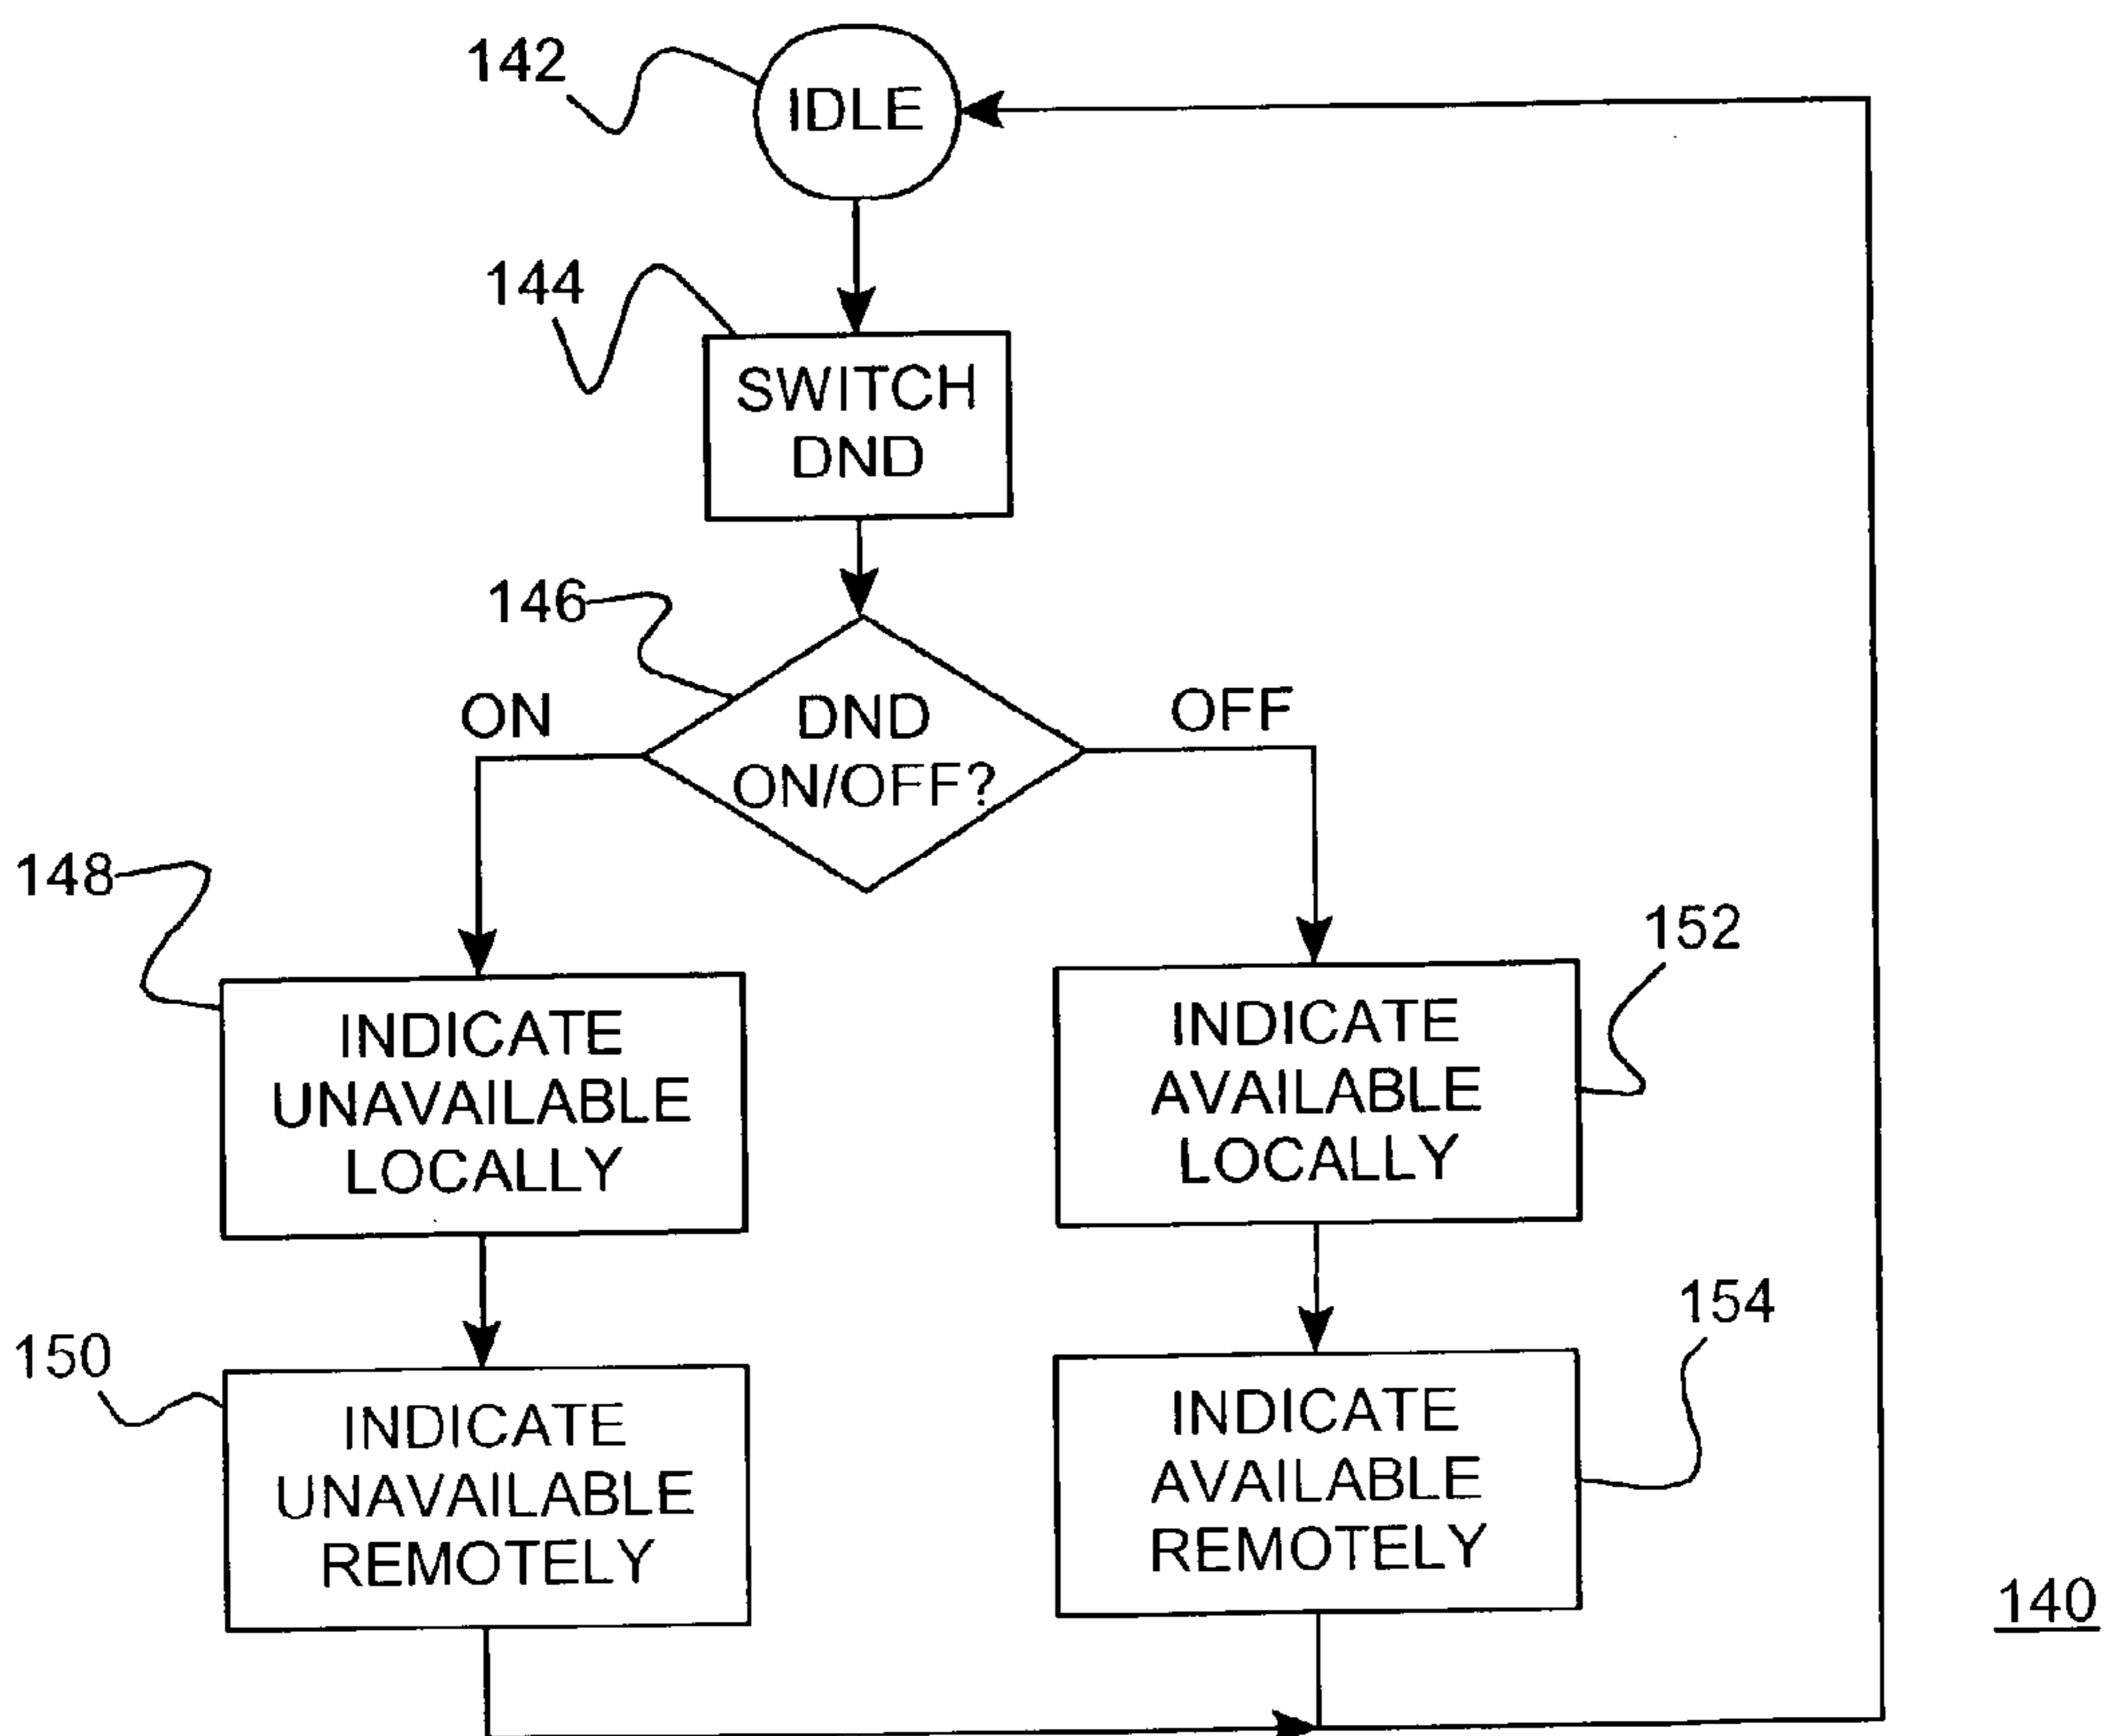 142
IDLE
144
SWITCH
DND
146
ON
DND
ON/OFF?
OFF
148
INDICATE
UNAVAILABLE
LOCALLY
152
INDICATE
AVAILABLE
LOCALLY
150
INDICATE
UNAVAILABLE
REMOTELY
154
INDICATE
AVAILABLE
REMOTELY
140